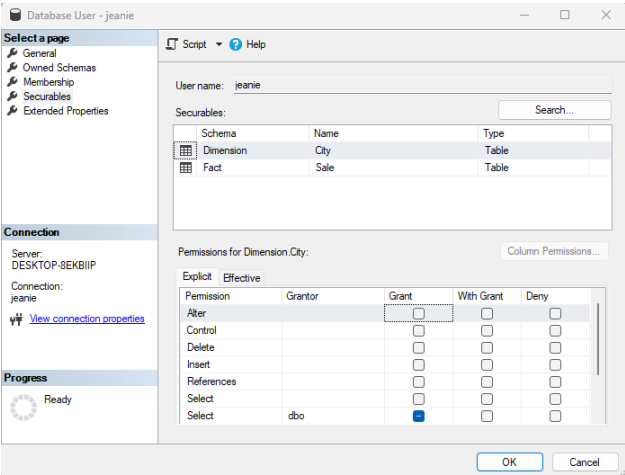 Database User - jeanie
Select a page
General
Owned Schemas
Membership
Securables
Extended Properties
Connection
Server:
DESKTOP-8EKBIIP
Connection:
jeanie
View connection properties
Progress
Ready
Script Help
User name: jeanie
Securables: Search...
Schema Name Type
Dimension City Table
Fact Sale Table
Permissions for Dimension.City: Column Permissions...
Explicit Effective
Permission Grantor Grant With Grant Deny
Alter
Control
Delete
Insert
References
Select
Select dbo
OK Cancel